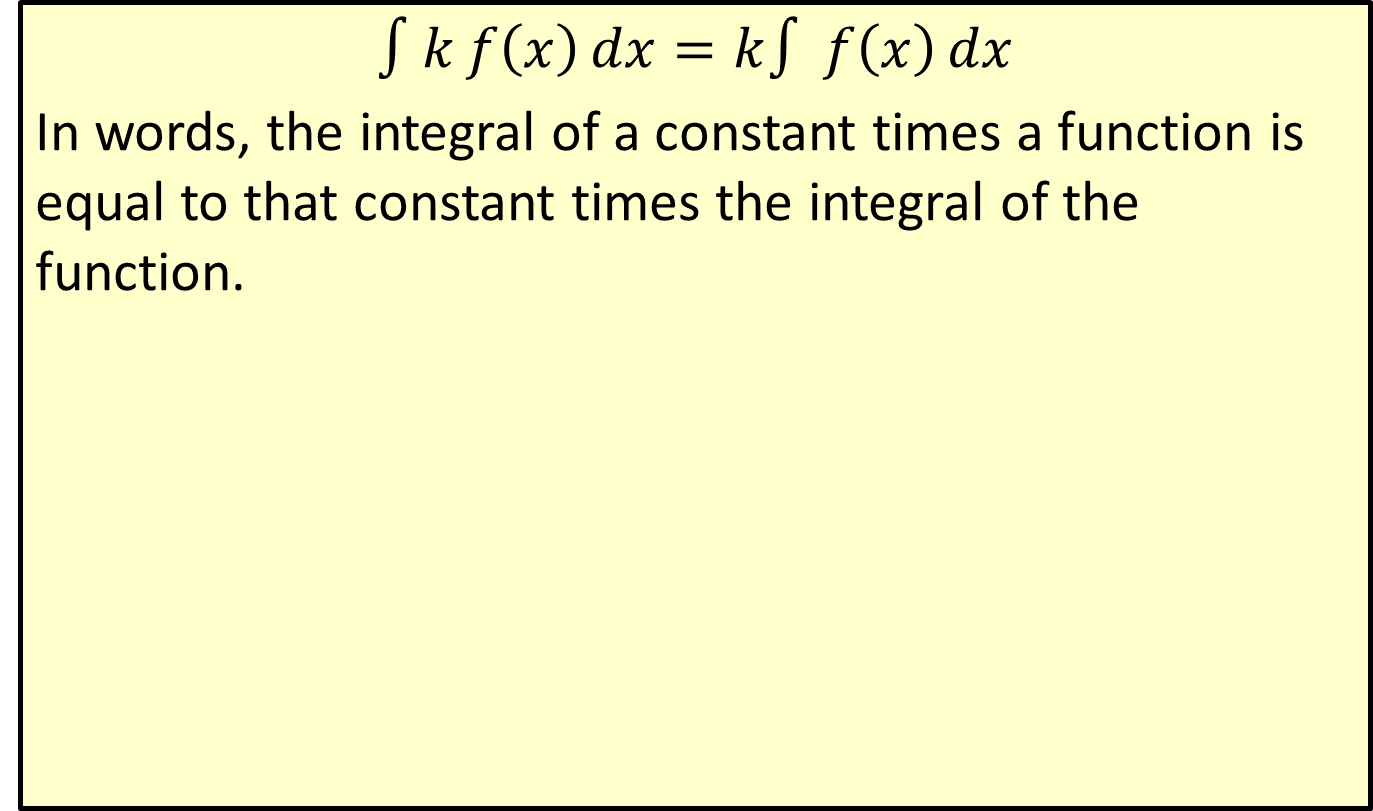 ∫ k f(x) dx = k∫ f(x) dx
In words, the integral of a constant times a function is
equal to that constant times the integral of the
function.